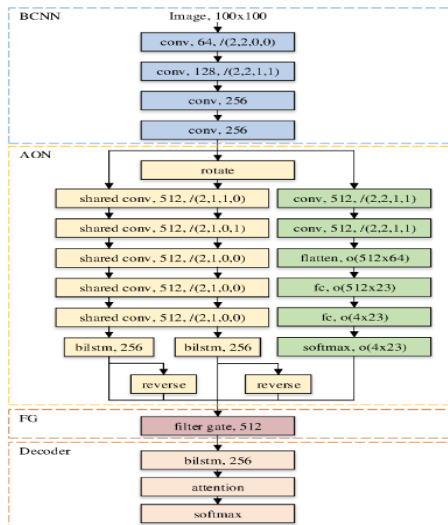 BCNN
Image, 100x100
conv, 64, /(2,2,0,0)
conv, 128, /(2,2,1,1)
conv, 256
conv, 256
AON
rotate
shared conv, 512, /(2,1,1,0)
conv, 512, /(2,2,1,1)
shared conv, 512, /(2,1,0,1)
conv, 512, /(2,2,1,1)
shared conv, 512, /(2,1,0,0)
flatten, o(512x64)
shared conv, 512, /(2,1,0,0)
fc, o(512x23)
shared conv, 512, /(2,1,0,0)
fc, o(4x23)
bilstm, 256
bilstm, 256
softmax, o(4x23)
reverse
reverse
FG
filter gate, 512
Decoder
bilstm, 256
attention
softmax